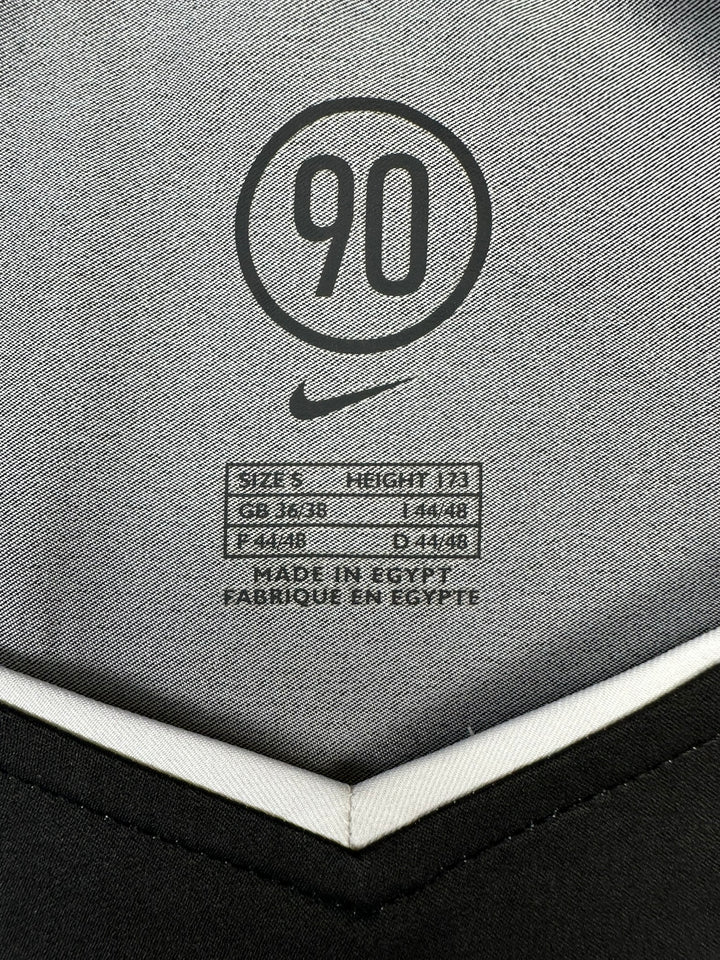 90
SIZE S HEIGHT 173
GB 36/38 I 44/48
P 44/48 D 44/48
MADE IN EGYPT
FABRIQUE EN EGYPTE